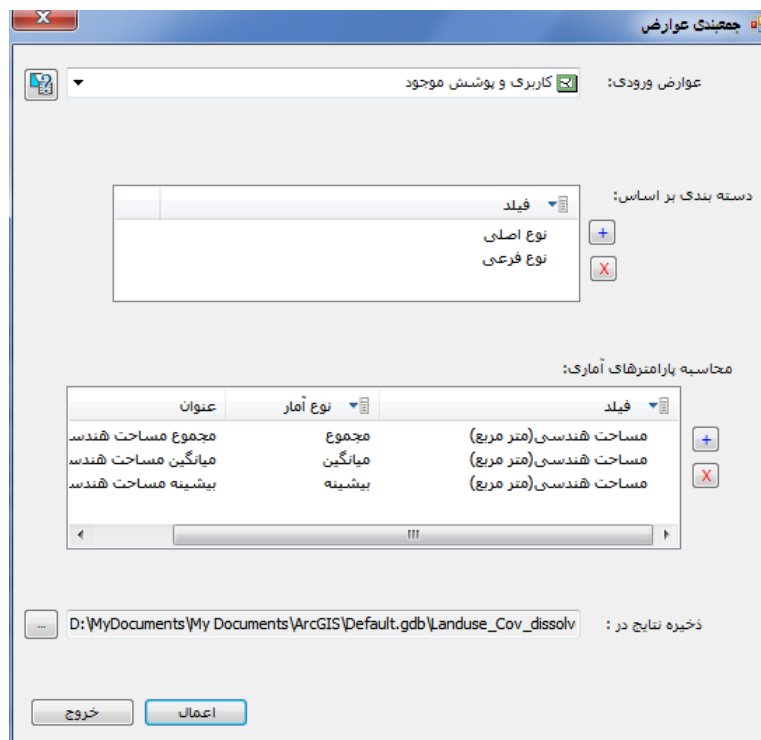 جمعبندی عوارض
عوارض ورودی: کاربری و پوشش موجود
دسته بندی بر اساس:
فیلد
نوع اصلی
نوع فرعی
+
X
محاسبه پارامترهای آماری:
فیلد نوع آمار عنوان
مساحت هندسی(متر مربع) مجموع مجموع مساحت هندس
مساحت هندسی(متر مربع) میانگین میانگین مساحت هندس
مساحت هندسی(متر مربع) بیشینه بیشینه مساحت هندس
+
X
ذخیره نتایج در : D:\MyDocuments\My Documents\ArcGIS\Default.gdb\Landuse_Cov_dissolv ...
اعمال خروج